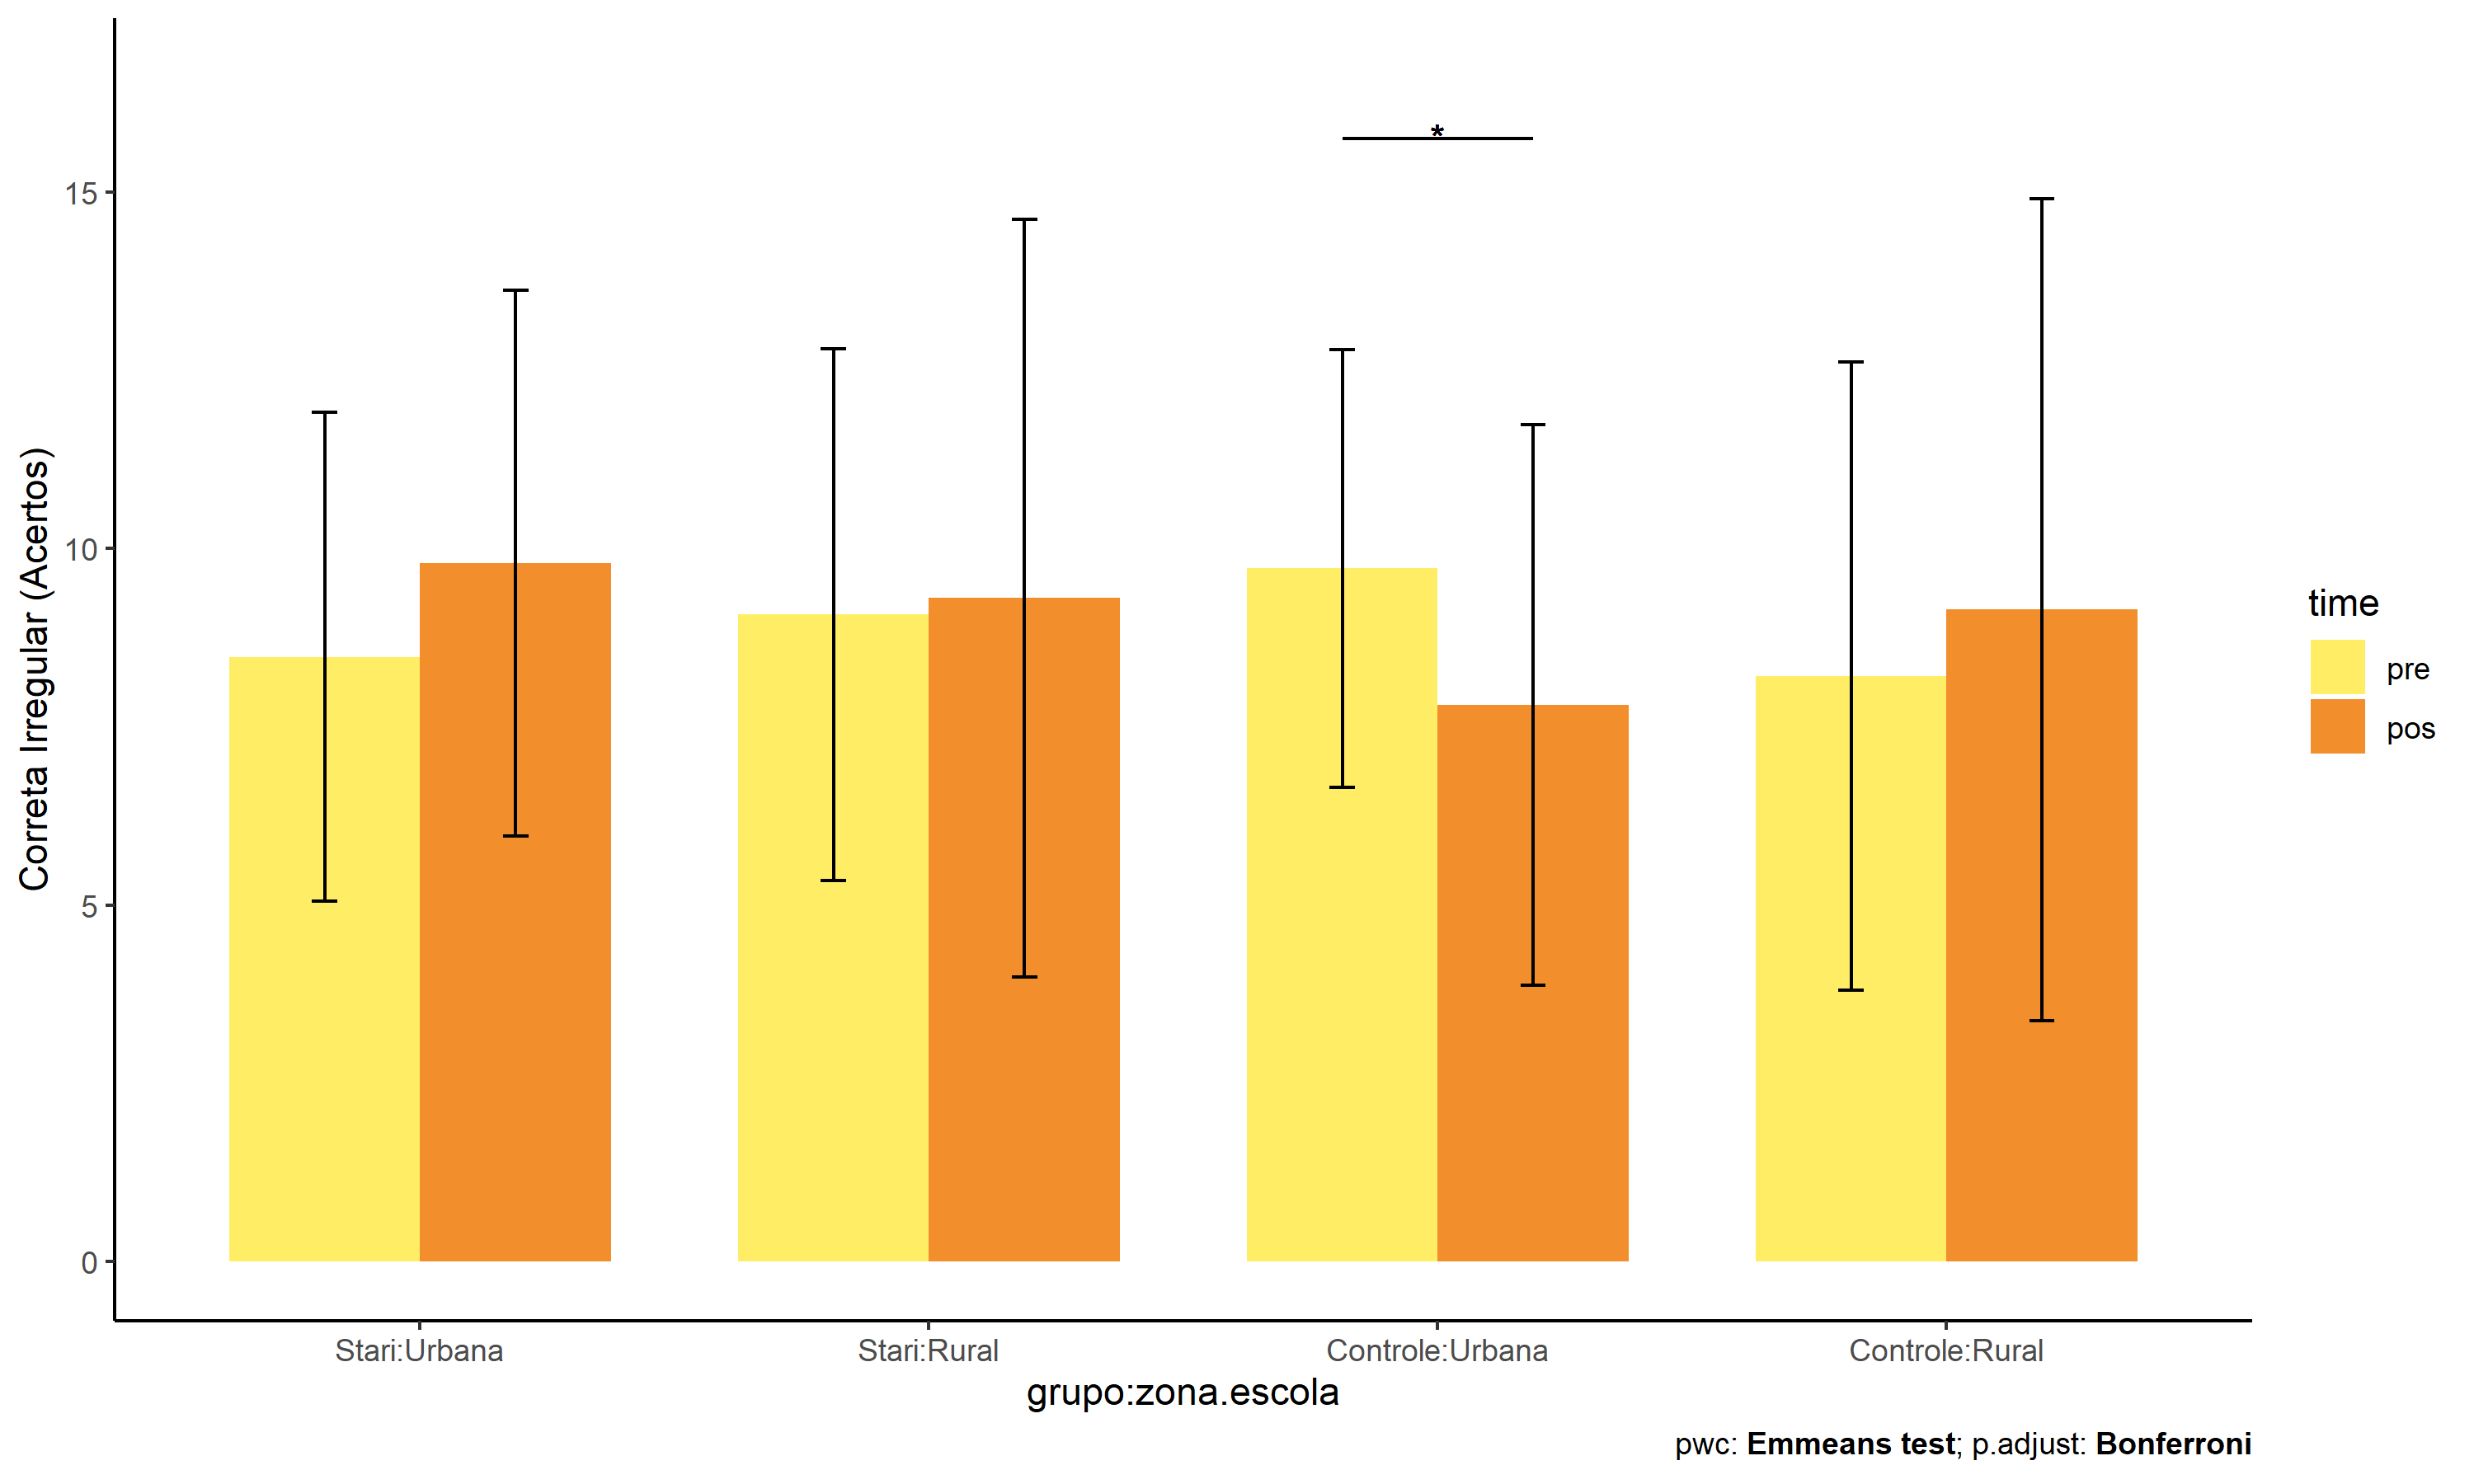 *
15
10
5
0
Correta Irregular (Acertos)
Stari:Urbana
Stari:Rural
Controle:Urbana
Controle:Rural
grupo:zona.escola
time
pre
pos
pwc: Emmeans test; p.adjust: Bonferroni